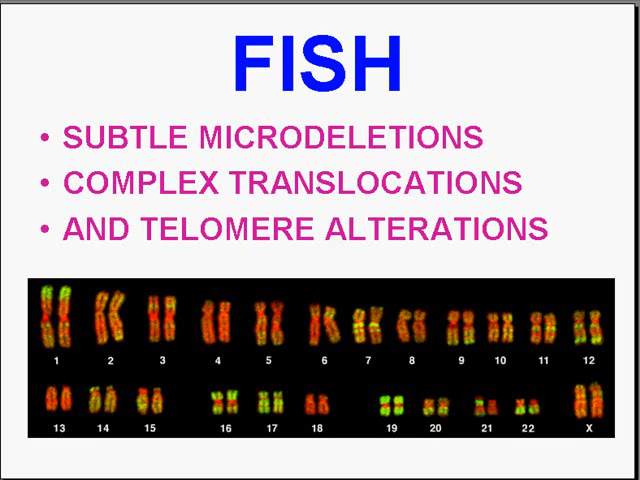 FISH
• SUBTLE MICRODELETIONS
• COMPLEX TRANSLOCATIONS
• AND TELOMERE ALTERATIONS
1 2 3 4 5 6 7 8 9 10 11 12
13 14 15 16 17 18 19 20 21 22 X